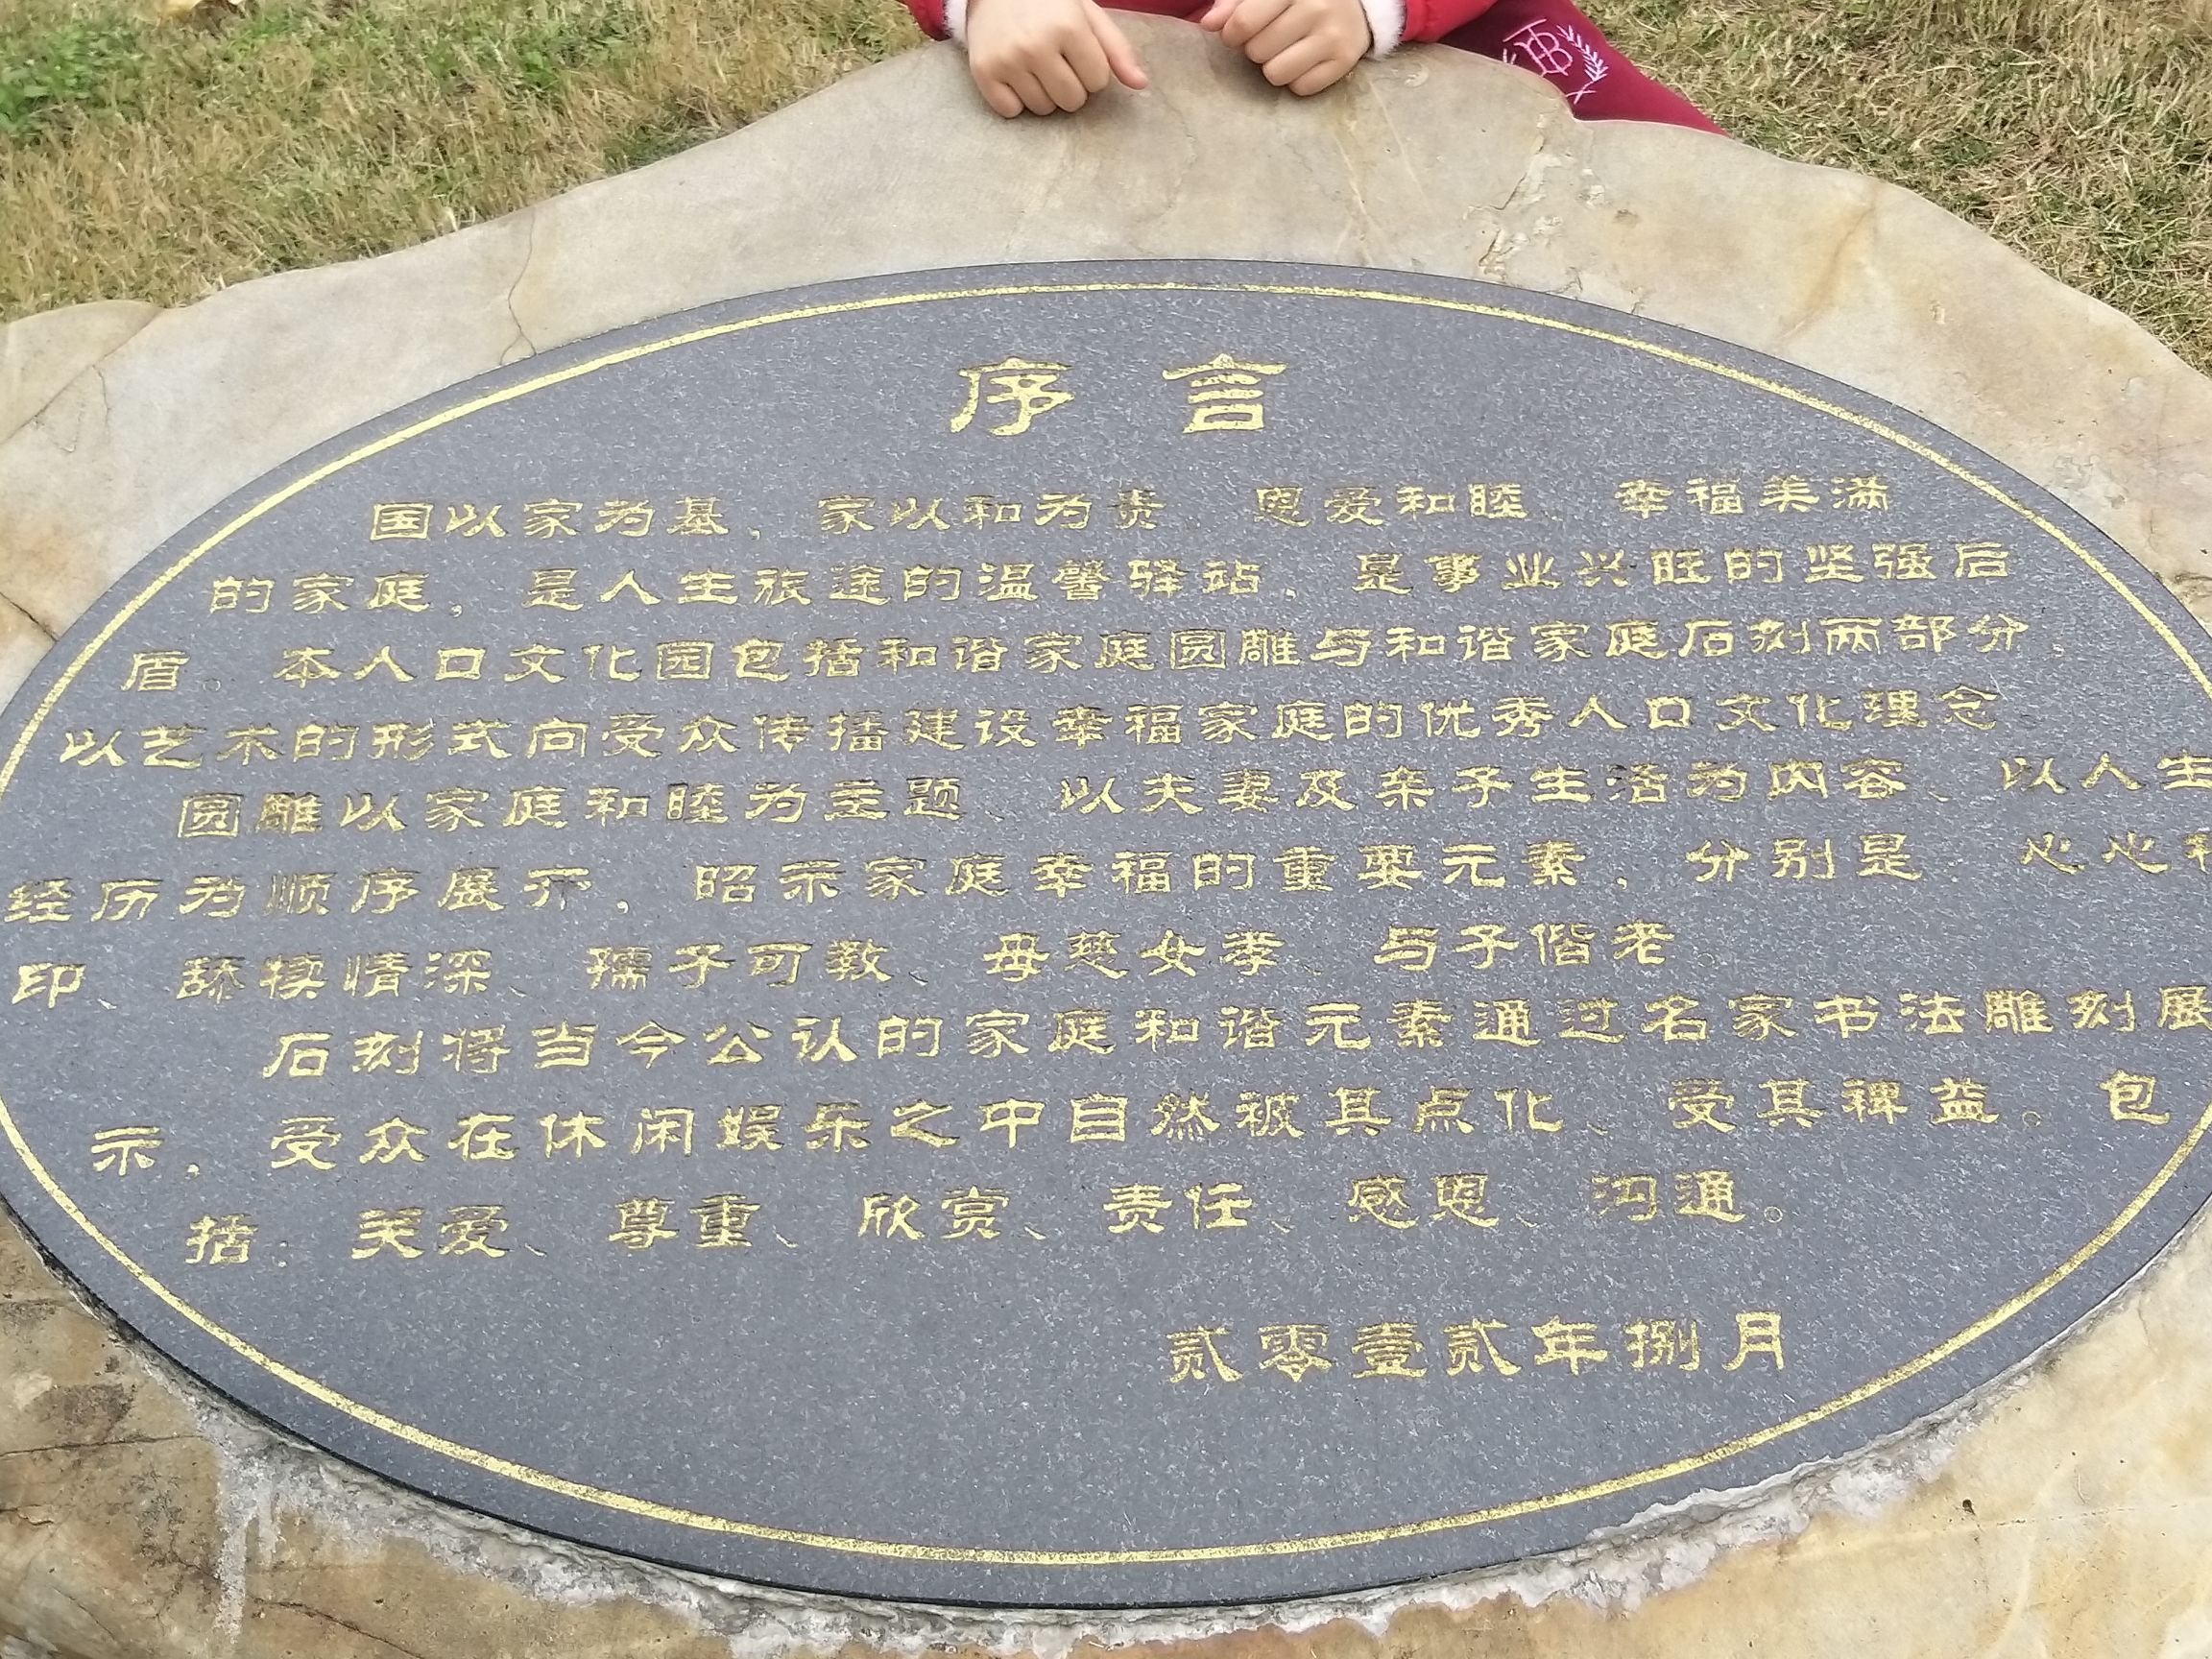 序言
国以家为基、家以和为贵 恩爱和睦、幸福美满
的家庭，是人生旅途的温馨驿站，是事业兴旺的坚强后
盾。本人口文化园包括和谐家庭圆雕与和谐家庭石刻两部分，
以艺术的形式向受众传播建设幸福家庭的优秀人口文化理念
圆雕以家庭和睦为主题、以夫妻及亲子生活为内容、以人生
经历为顺序展开，昭示家庭幸福的重要元素，分别是 心心
印、舔犊情深、孺子可教、母慈女孝、与子偕老。
石刻将当今公认的家庭和谐元素通过名家书法雕刻展
示，受众在休闲娱乐之中自然被其点化、受其稗益。包
括 关爱、尊重、欣赏、责任、感恩、沟通。
贰零壹贰年捌月